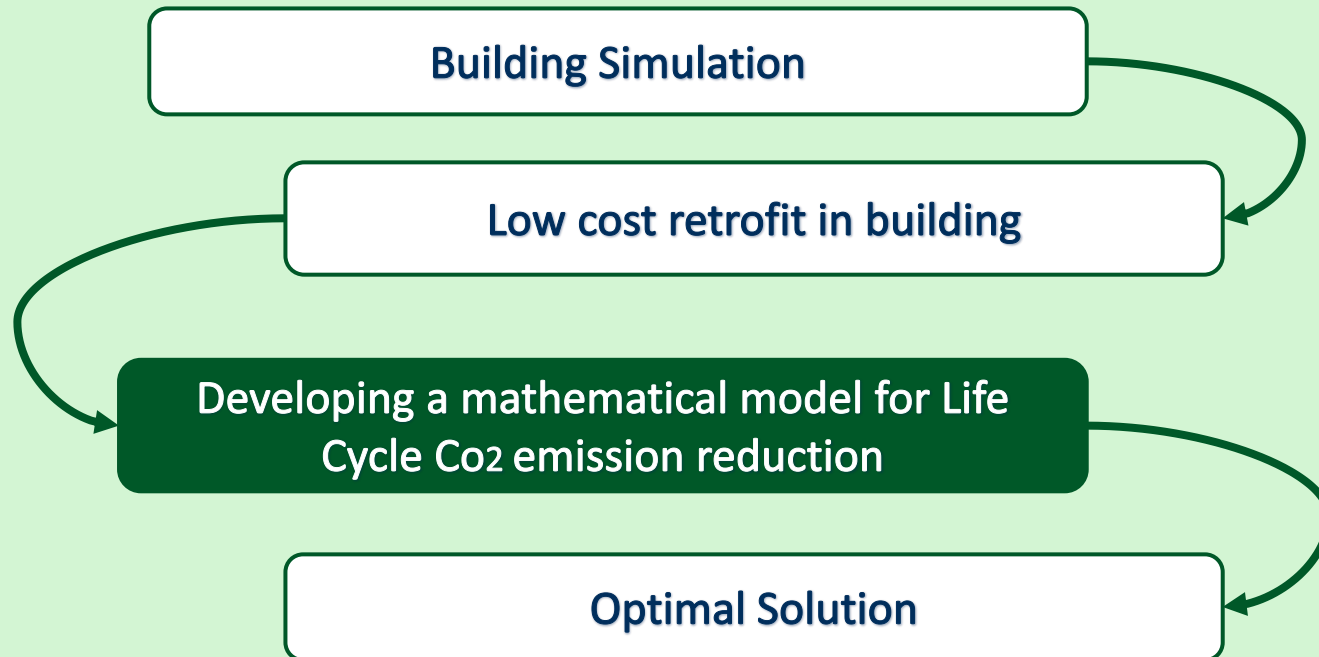 Building Simulation
Low cost retrofit in building
Developing a mathematical model for Life
Cycle Co2 emission reduction
Optimal Solution